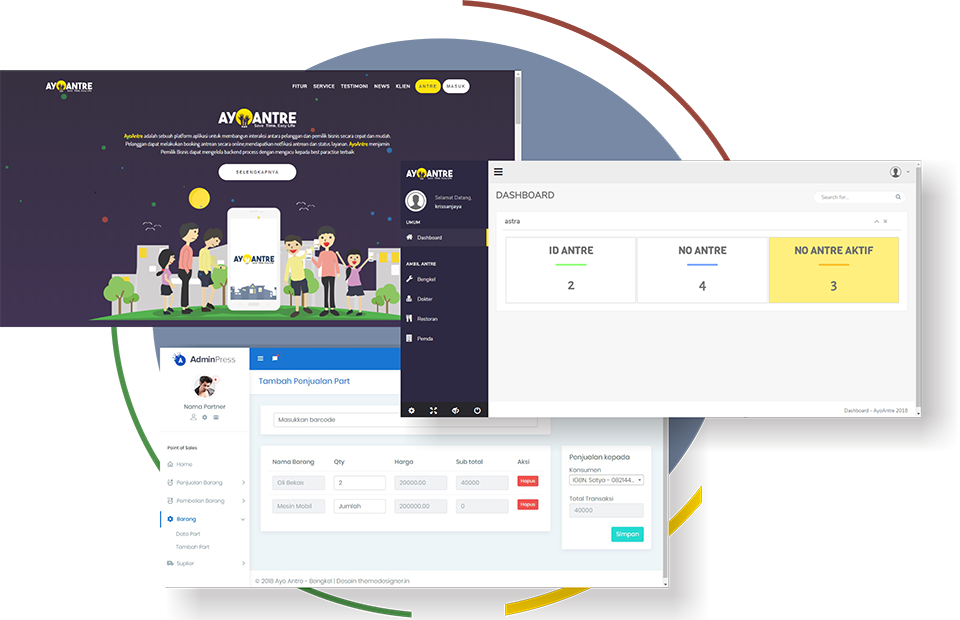 AYOANTRE
FITUR SERVICE TESTIMONI NEWS KLIEN ANTRE MASUK
AYOANTRE
Save Time, Easy Life
AyoAntre adalah sebuah platform aplikasi untuk membangun interaksi antara pelanggan dan pemilik bisnis secara cepat dan mudah.
Pelanggan dapat melakukan booking antrean secara online,mendapatkan notifikasi antrean dan status layanan. AyoAntre menjamin
Pemilik Bisnis dapat mengelola backend process dengan mengacu kepada best practise terbaik
SELENGKAPNYA
AYOANTRE
AYOANTRE
Selamat Datang,
krissanjaya
UMUM
Dashboard
AMBIL ANTRE
Bengkel
Dokter
Restoran
Pemda
DASHBOARD
Search for...
astra
ID ANTRE
2
NO ANTRE
4
NO ANTRE AKTIF
3
Dashboard - AyoAntre 2018
AdminPress
Nama Partner
Point of Sales
Home
Penjualan Barang
Pembelian Barang
Barang
Data Part
Tambah Part
Suplier
Tambah Penjualan Part
Masukkan barcode
Nama Barang Qty Harga Sub total Aksi
Oli Bekas 2 20000.00 40000 Hapus
Mesin Mobil Jumlah 200000.00 0 Hapus
Penjualan kepada
Konsumen
IGBN. Satya - 082144...
Total Transaksi
40000
Simpan
© 2018 Ayo Antre - Bengkel | Desain themedesigner.in